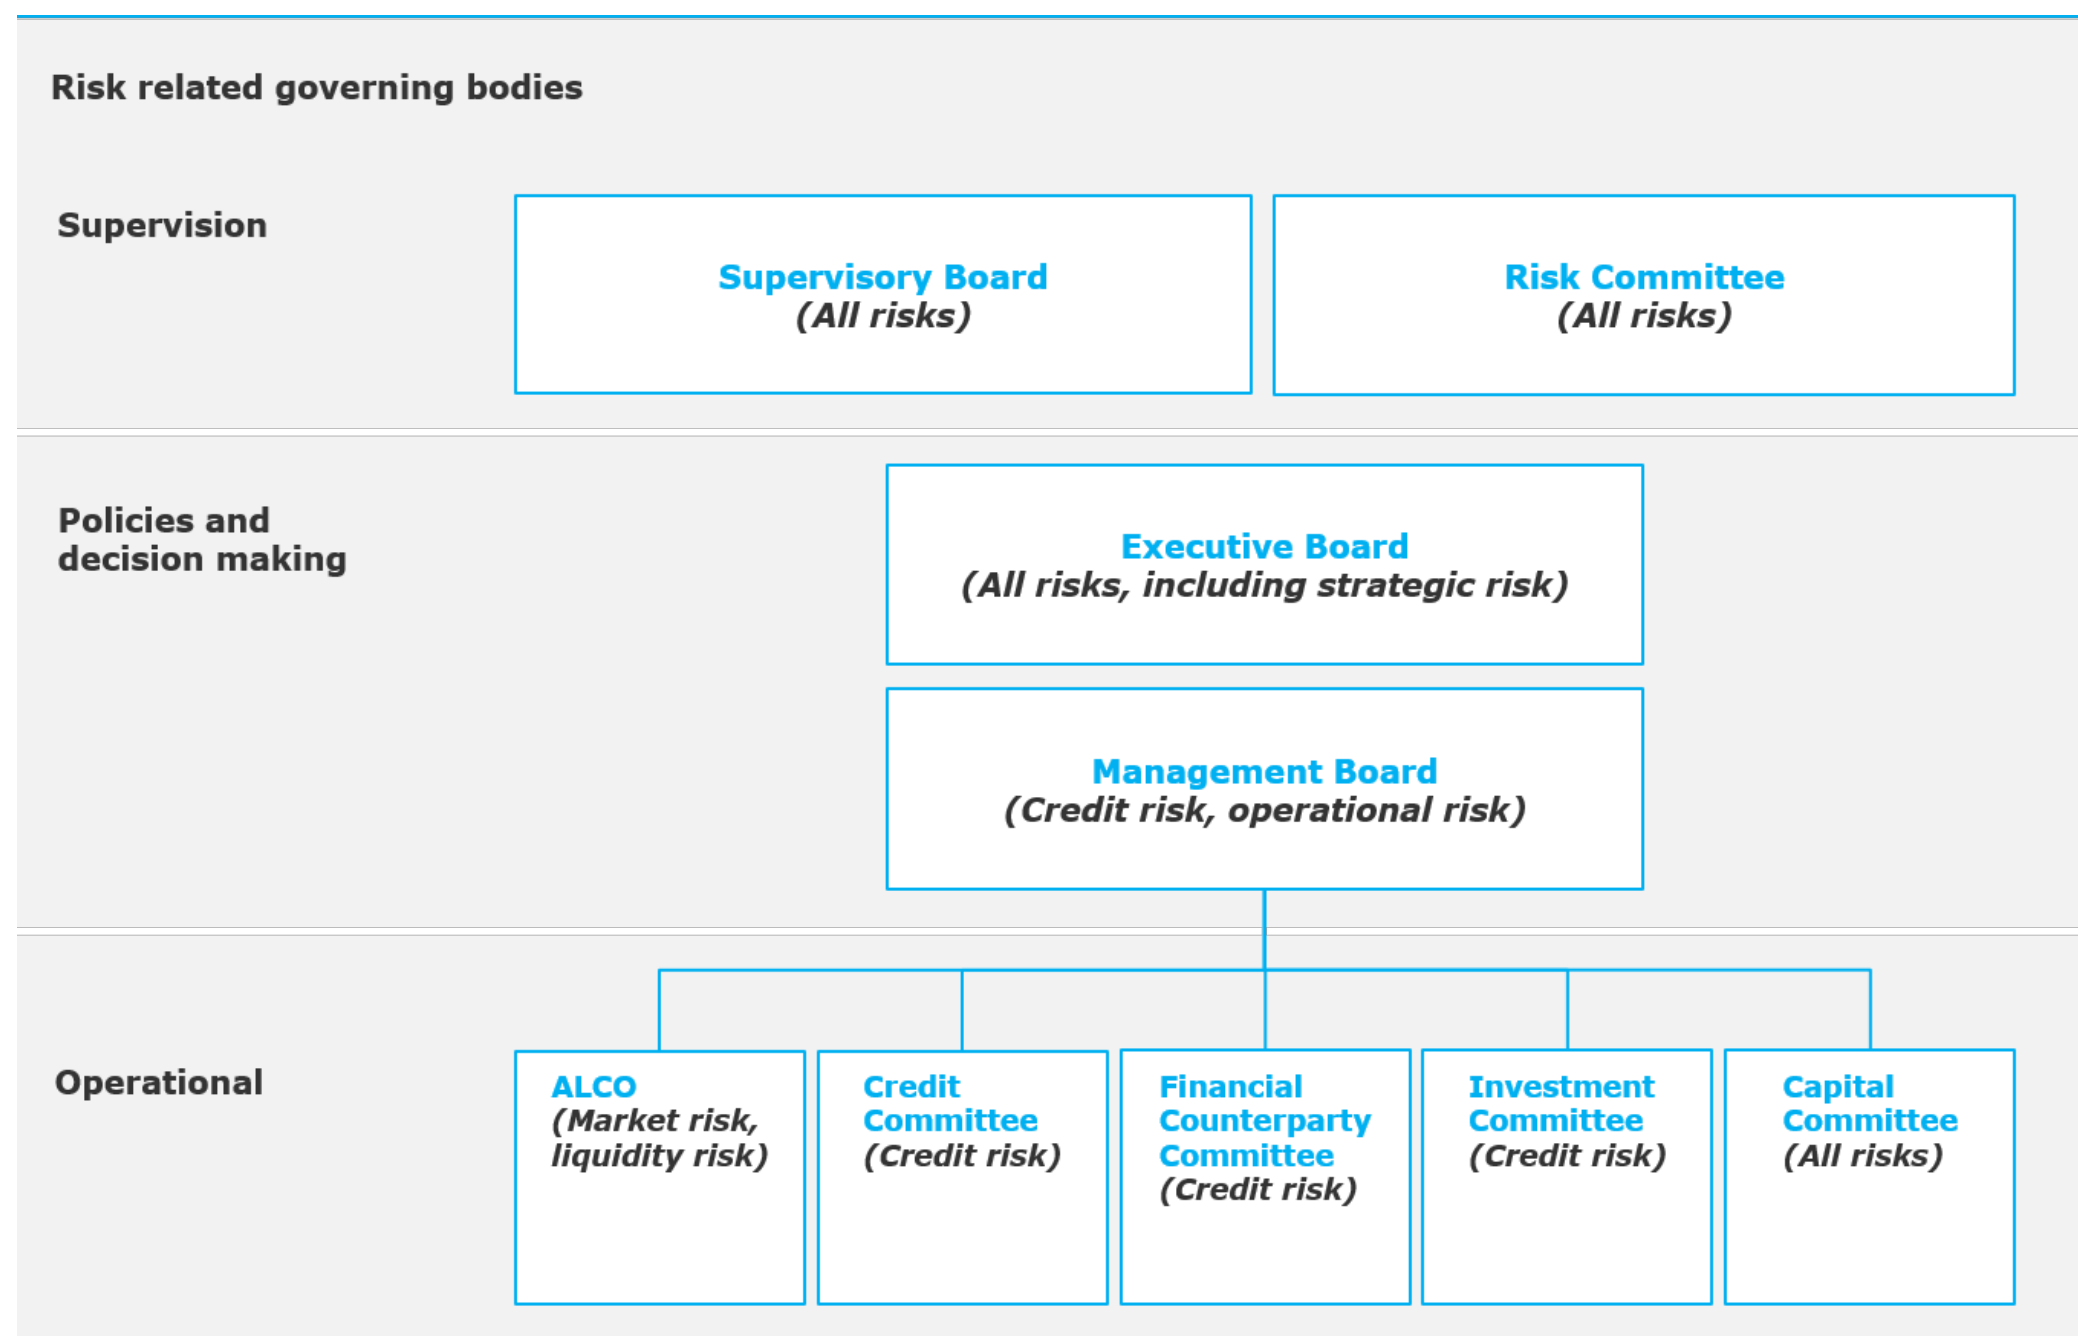 Risk related governing bodies
Supervision
Supervisory Board
(All risks)
Risk Committee
(All risks)
Policies and
decision making
Executive Board
(All risks, including strategic risk)
Management Board
(Credit risk, operational risk)
Operational
ALCO
(Market risk,
liquidity risk)
Credit
Committee
(Credit risk)
Financial
Counterparty
Committee
(Credit risk)
Investment
Committee
(Credit risk)
Capital
Committee
(All risks)